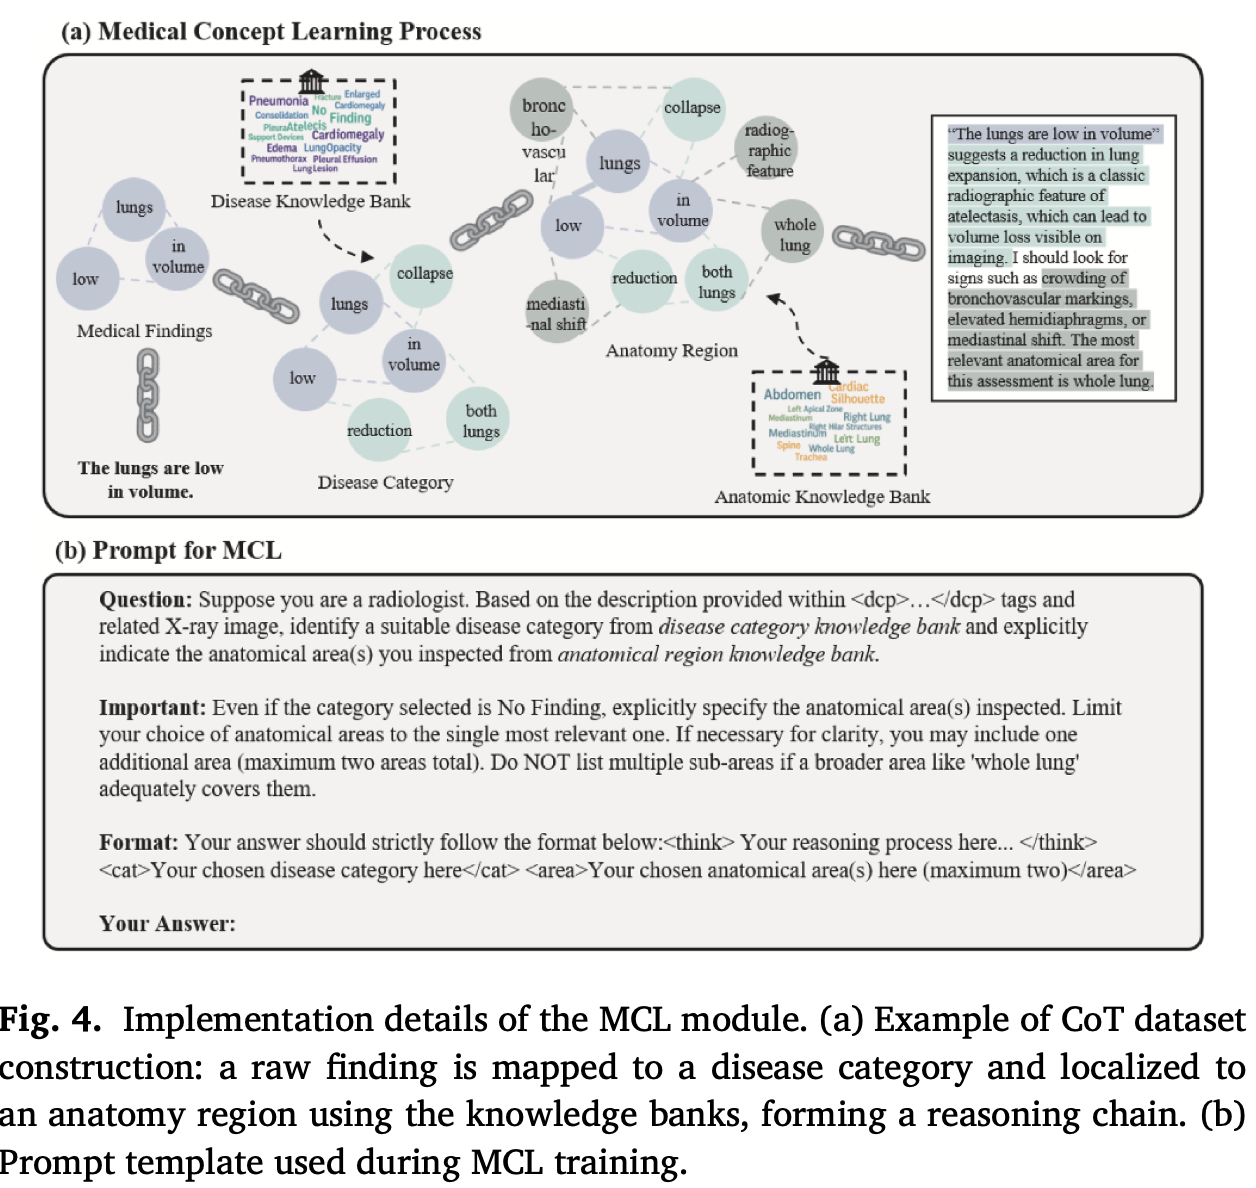 (a) Medical Concept Learning Process
lungs
low
in
volume
Medical Findings
The lungs are low
in volume.
Pneumonia
Fracture
Enlarged
Cardiomegaly
Consolidation
No
Finding
PleuralAtelecis
Support Devices
Cardiomegaly
Edema
LungOpacity
Pneumothorax
Pleural Effusion
LungLesion
Disease Knowledge Bank
collapse
lungs
in
volume
low
reduction
both
lungs
Disease Category
bronc
ho-
vascu
lar
collapse
lungs
radiog-
raphic
feature
low
in
volume
whole
lung
reduction
both
lungs
mediasti
-nal shift
Anatomy Region
Abdomen
Cardiac
Silhouette
Left Apical Zone
Mediastinum
Right Lung
Right Hilar Structures
Mediastinum
Left Lung
Spine
Whole Lung
Trachea
Anatomic Knowledge Bank
“The lungs are low in volume”
suggests a reduction in lung
expansion, which is a classic
radiographic feature of
atelectasis, which can lead to
volume loss visible on
imaging. I should look for
signs such as crowding of
bronchovascular markings,
elevated hemidiaphragms, or
mediastinal shift. The most
relevant anatomical area for
this assessment is whole lung.
(b) Prompt for MCL
Question: Suppose you are a radiologist. Based on the description provided within <dcp>…</dcp> tags and
related X-ray image, identify a suitable disease category from disease category knowledge bank and explicitly
indicate the anatomical area(s) you inspected from anatomical region knowledge bank.
Important: Even if the category selected is No Finding, explicitly specify the anatomical area(s) inspected. Limit
your choice of anatomical areas to the single most relevant one. If necessary for clarity, you may include one
additional area (maximum two areas total). Do NOT list multiple sub-areas if a broader area like 'whole lung'
adequately covers them.
Format: Your answer should strictly follow the format below:<think> Your reasoning process here... </think>
<cat>Your chosen disease category here</cat> <area>Your chosen anatomical area(s) here (maximum two)</area>
Your Answer:
Fig. 4. Implementation details of the MCL module. (a) Example of CoT dataset
construction: a raw finding is mapped to a disease category and localized to
an anatomy region using the knowledge banks, forming a reasoning chain. (b)
Prompt template used during MCL training.